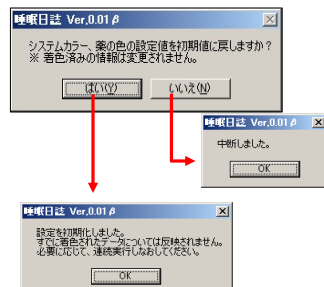 睡眠日誌 Ver,0.01 β
システムカラー、薬の色の設定値を初期値に戻しますか？
※ 着色済みの情報は変更されません。
はい(Y)
いいえ(N)
睡眠日誌 Ver,0.01 β
中断しました。
OK
睡眠日誌 Ver,0.01 β
設定を初期化しました。
すでに着色されたデータについては反映されません。
必要に応じて、連続実行しなおしてください。
OK